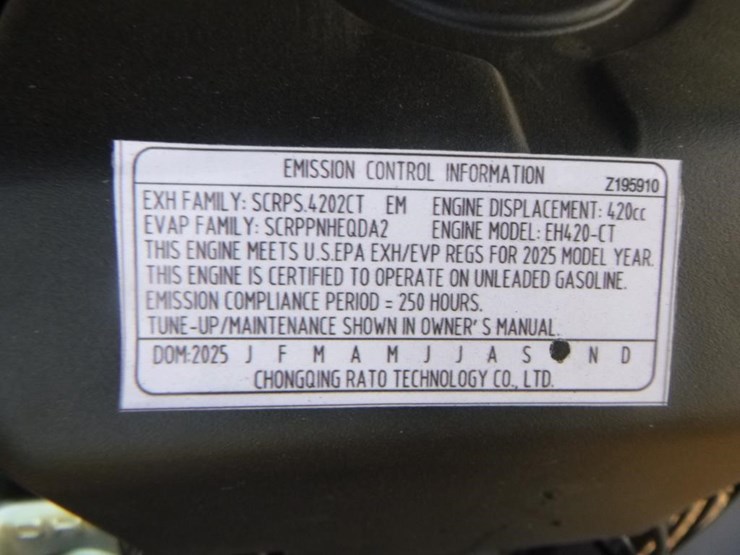 EMISSION CONTROL INFORMATION
Z195910
EXH FAMILY: SCRPS.4202CT EM ENGINE DISPLACEMENT: 420cc
EVAP FAMILY: SCRPPNHEQDA2 ENGINE MODEL: EH420-CT
THIS ENGINE MEETS U.S.EPA EXH/EVP REGS FOR 2025 MODEL YEAR.
THIS ENGINE IS CERTIFIED TO OPERATE ON UNLEADED GASOLINE.
EMISSION COMPLIANCE PERIOD = 250 HOURS.
TUNE-UP/MAINTENANCE SHOWN IN OWNER'S MANUAL.
DOM:2025 J F M A M J J A S N D
CHONGQING RATO TECHNOLOGY CO., LTD.